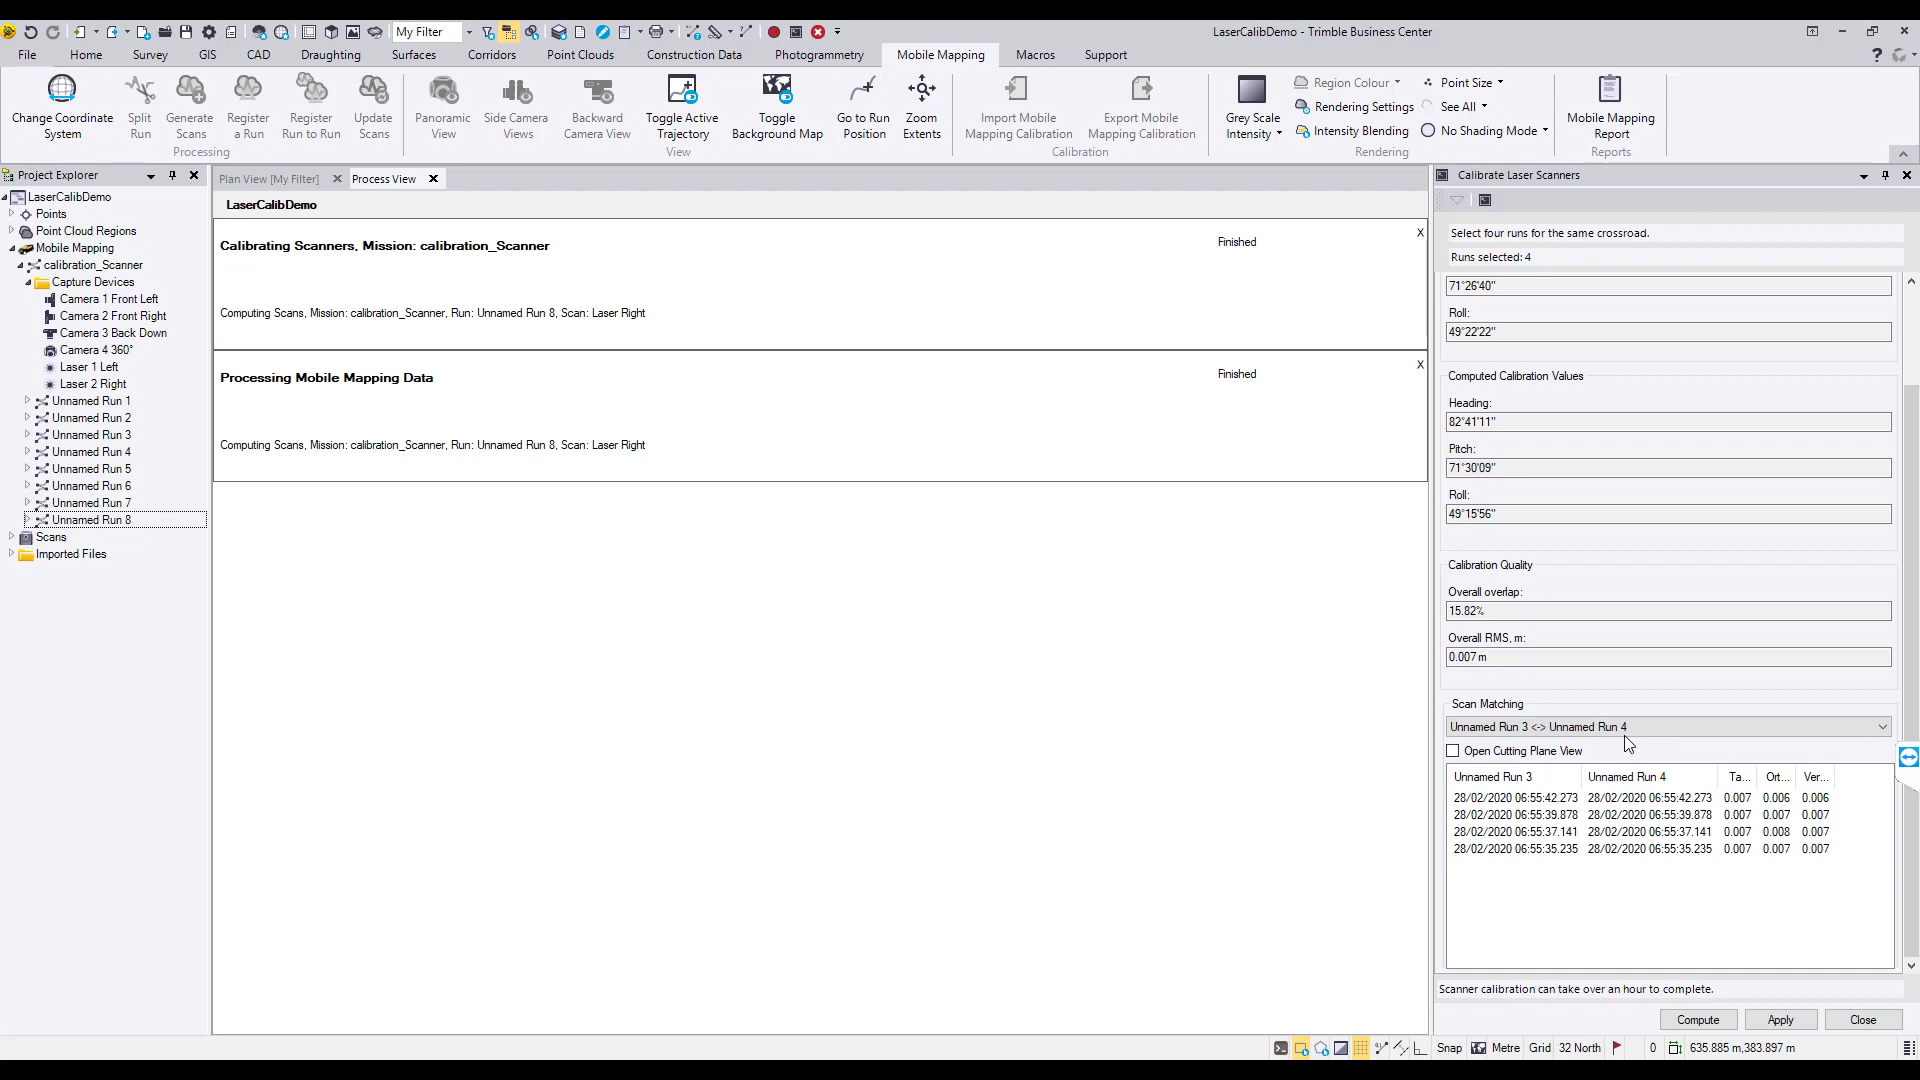 My Filter
LaserCalibDemo - Trimble Business Center
File Home Survey GIS CAD Draughting Surfaces Corridors Point Clouds Construction Data Photogrammetry Mobile Mapping Macros Support
Change Coordinate System
Split Run
Generate Scans
Register a Run
Register Run to Run
Update Scans
Processing
Panoramic View
Side Camera Views
Backward Camera View
Toggle Active Trajectory
Toggle Background Map
Go to Run Position
Zoom Extents
View
Import Mobile Mapping Calibration
Export Mobile Mapping Calibration
Calibration
Grey Scale Intensity
Region Colour
Rendering Settings
Intensity Blending
Point Size
See All
No Shading Mode
Rendering
Mobile Mapping Report
Reports
Project Explorer
LaserCalibDemo
Points
Point Cloud Regions
Mobile Mapping
calibration_Scanner
Capture Devices
Camera 1 Front Left
Camera 2 Front Right
Camera 3 Back Down
Camera 4 360°
Laser 1 Left
Laser 2 Right
Unnamed Run 1
Unnamed Run 2
Unnamed Run 3
Unnamed Run 4
Unnamed Run 5
Unnamed Run 6
Unnamed Run 7
Unnamed Run 8
Scans
Imported Files
Plan View [My Filter]
Process View
LaserCalibDemo
Calibrating Scanners, Mission: calibration_Scanner
Finished
X
Computing Scans, Mission: calibration_Scanner, Run: Unnamed Run 8, Scan: Laser Right
Processing Mobile Mapping Data
Finished
X
Computing Scans, Mission: calibration_Scanner, Run: Unnamed Run 8, Scan: Laser Right
Calibrate Laser Scanners
Select four runs for the same crossroad.
Runs selected: 4
71°26'40"
Roll:
49°22'22"
Computed Calibration Values
Heading:
82°41'11"
Pitch:
71°30'09"
Roll:
49°15'56"
Calibration Quality
Overall overlap:
15.82%
Overall RMS, m:
0.007 m
Scan Matching
Unnamed Run 3 <-> Unnamed Run 4
Open Cutting Plane View
Unnamed Run 3 Unnamed Run 4 Ta... Ort... Ver...
28/02/2020 06:55:42.273 28/02/2020 06:55:42.273 0.007 0.006 0.006
28/02/2020 06:55:39.878 28/02/2020 06:55:39.878 0.007 0.007 0.007
28/02/2020 06:55:37.141 28/02/2020 06:55:37.141 0.007 0.008 0.007
28/02/2020 06:55:35.235 28/02/2020 06:55:35.235 0.007 0.007 0.007
Scanner calibration can take over an hour to complete.
Compute Apply Close
Snap Metre Grid 32 North 0 635.885 m,383.897 m